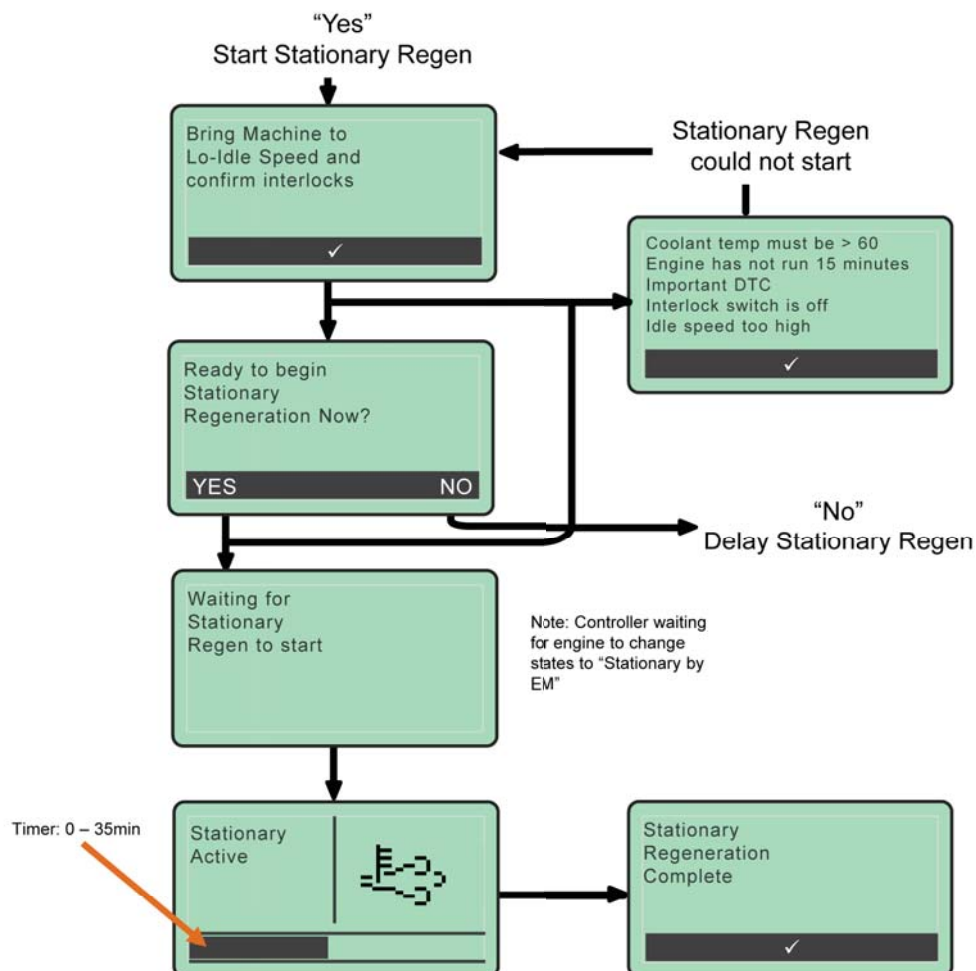 “Yes”
Start Stationary Regen
Bring Machine to
Lo-Idle Speed and
confirm interlocks
✓
Stationary Regen
could not start
Coolant temp must be > 60
Engine has not run 15 minutes
Important DTC
Interlock switch is off
Idle speed too high
✓
Ready to begin
Stationary
Regeneration Now?
YES NO
“No”
Delay Stationary Regen
Waiting for
Stationary
Regen to start
Note: Controller waiting
for engine to change
states to “Stationary by
EM”
Timer: 0 – 35min
Stationary
Active
Stationary
Regeneration
Complete
✓